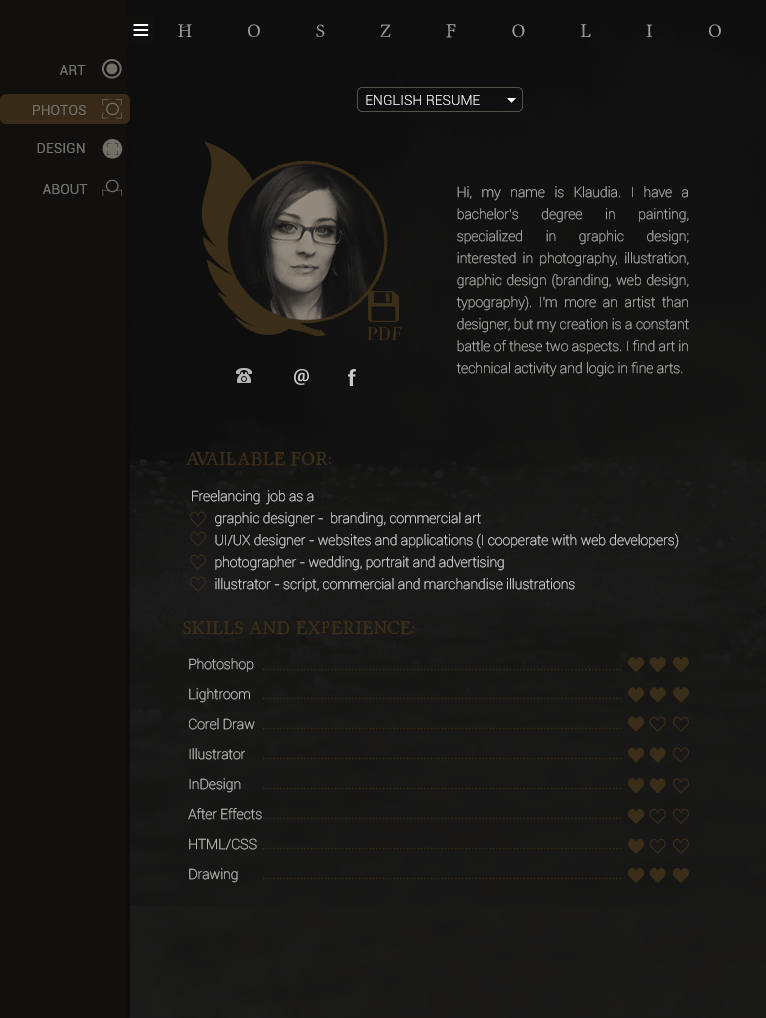 H O S Z F O L I O
ART
PHOTOS
DESIGN
ABOUT
ENGLISH RESUME
PDF
@
f
Hi, my name is Klaudia. I have a
bachelor's degree in painting,
specialized in graphic design;
interested in photography, illustration,
graphic design (branding, web design,
typography). I'm more an artist than
designer, but my creation is a constant
battle of these two aspects. I find art in
technical activity and logic in fine arts.
AVAILABLE FOR:
Freelancing job as a
graphic designer - branding, commercial art
UI/UX designer - websites and applications (I cooperate with web developers)
photographer - wedding, portrait and advertising
illustrator - script, commercial and marchandise illustrations
SKILLS AND EXPERIENCE:
Photoshop
Lightroom
Corel Draw
Illustrator
InDesign
After Effects
HTML/CSS
Drawing